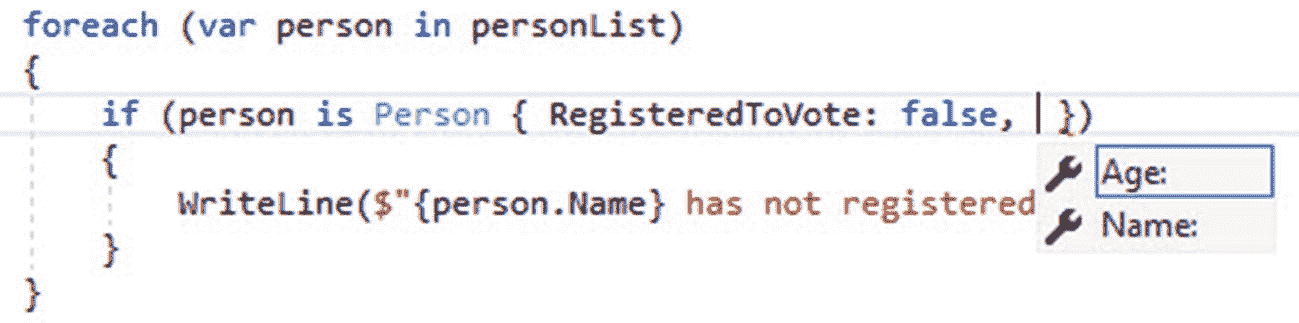 foreach (var person in personList)
{
    if (person is Person { RegisteredToVote: false,  })
    {
Age:
        WriteLine($"{person.Name} has not registered
Name:
    }
}